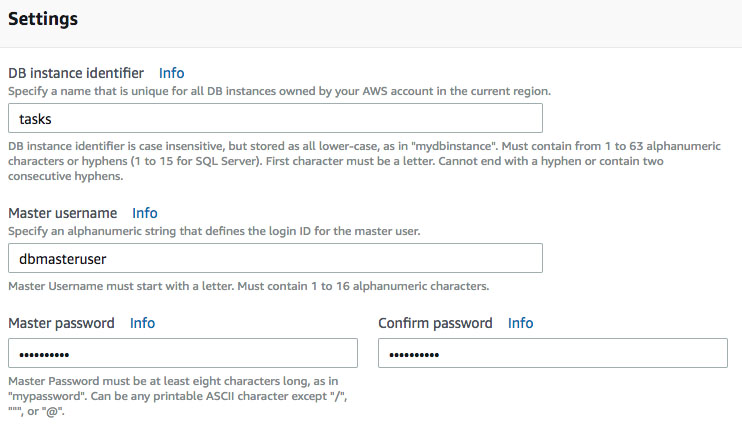 Settings
DB instance identifier Info
Specify a name that is unique for all DB instances owned by your AWS account in the current region.
tasks
DB instance identifier is case insensitive, but stored as all lower-case, as in "mydbinstance". Must contain from 1 to 63 alphanumeric
characters or hyphens (1 to 15 for SQL Server). First character must be a letter. Cannot end with a hyphen or contain two
consecutive hyphens.
Master username Info
Specify an alphanumeric string that defines the login ID for the master user.
dbmasteruser
Master Username must start with a letter. Must contain 1 to 16 alphanumeric characters.
Master password Info Confirm password Info
•••••••••• ••••••••••
Master Password must be at least eight characters long, as in
"mypassword". Can be any printable ASCII character except "/",
""", or "@".